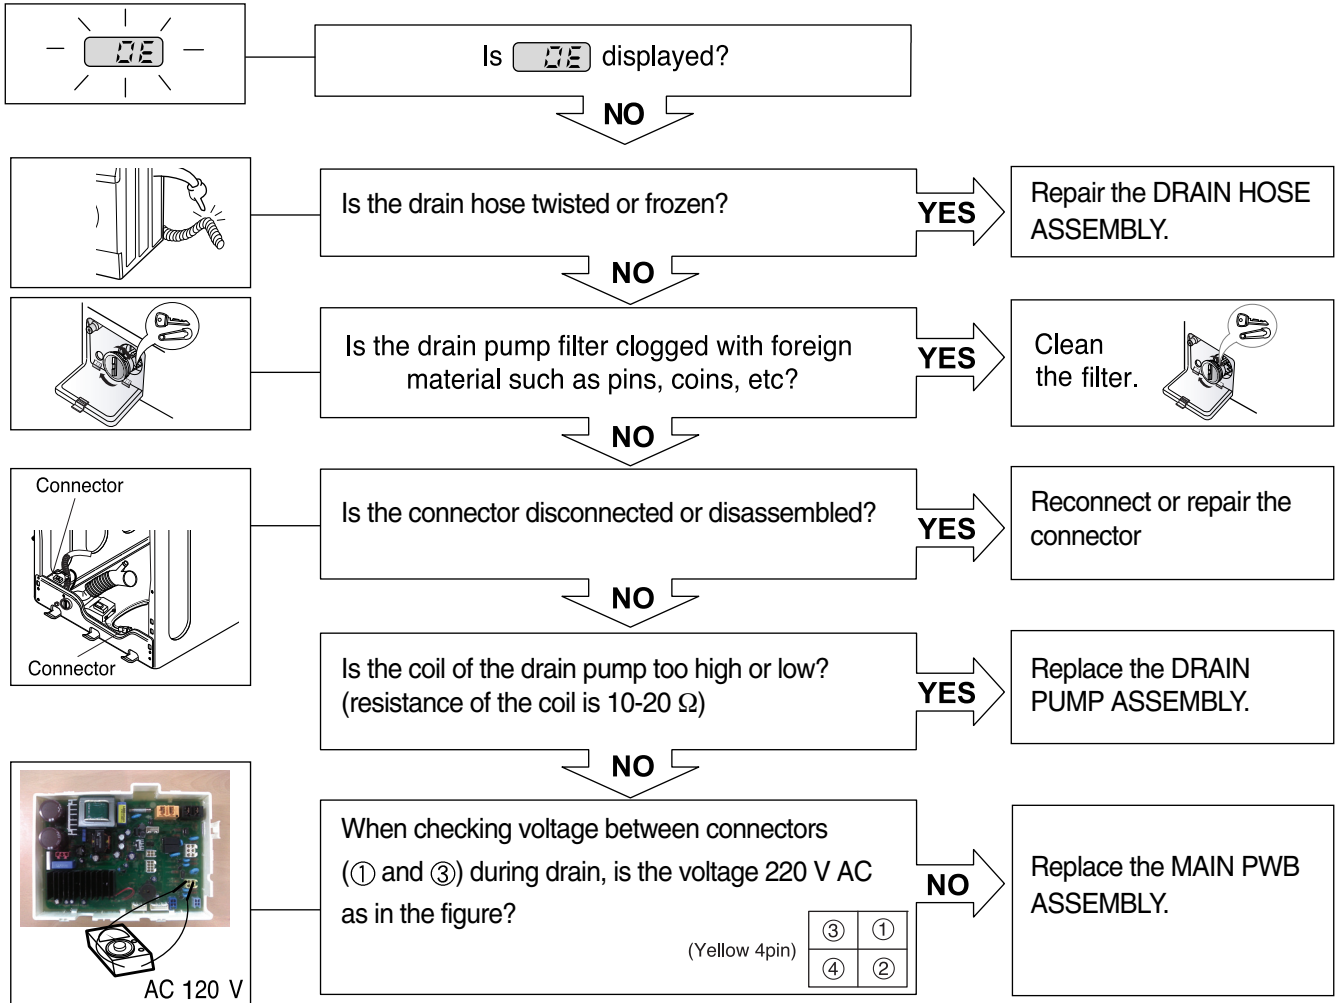 OE
Is OE displayed?
NO
Is the drain hose twisted or frozen?
YES
Repair the DRAIN HOSE
ASSEMBLY.
NO
Is the drain pump filter clogged with foreign
material such as pins, coins, etc?
YES
Clean
the filter.
NO
Connector
Connector
Is the connector disconnected or disassembled?
YES
Reconnect or repair the
connector
NO
Is the coil of the drain pump too high or low?
(resistance of the coil is 10-20 Ω)
YES
Replace the DRAIN
PUMP ASSEMBLY.
NO
AC 120 V
When checking voltage between connectors
(① and ③) during drain, is the voltage 220 V AC
as in the figure?
(Yellow 4pin)
③ ①
④ ②
NO
Replace the MAIN PWB
ASSEMBLY.